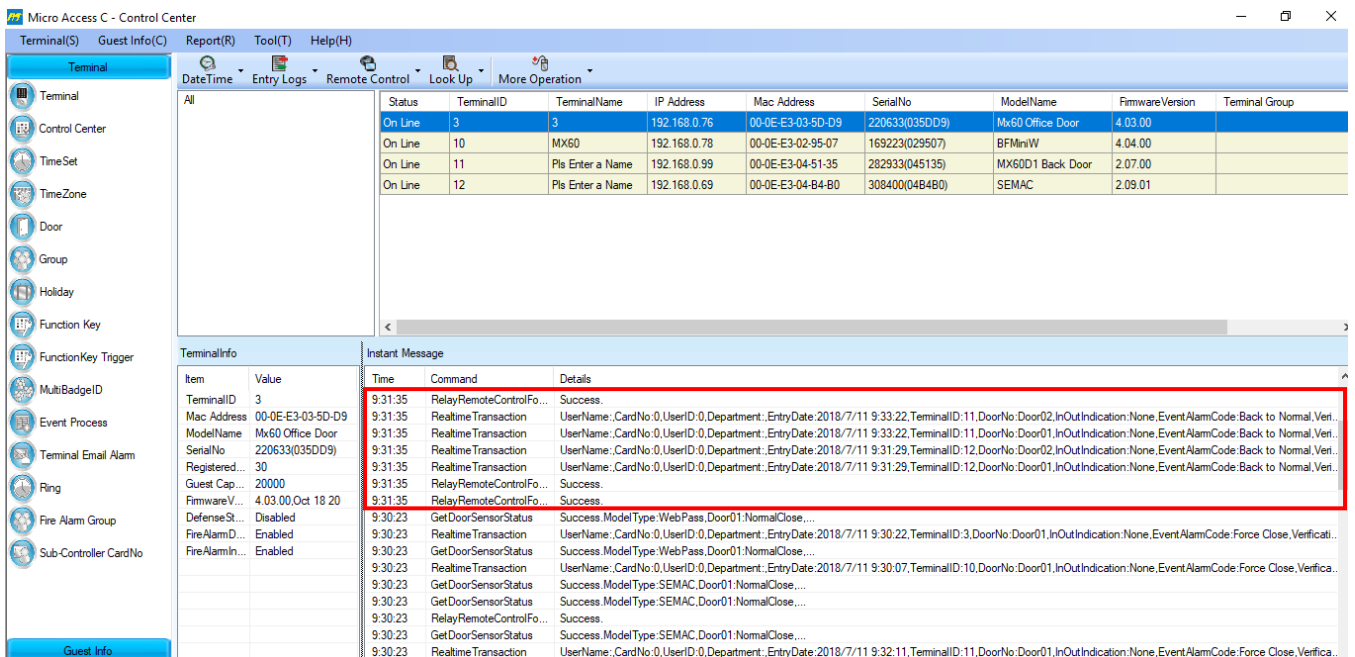 Micro Access C - Control Center
Terminal(S) Guest Info(C) Report(R) Tool(T) Help(H)
Terminal
DateTime Entry Logs Remote Control Look Up More Operation
Terminal
Control Center
TimeSet
TimeZone
Door
Group
Holiday
Function Key
FunctionKey Trigger
MultiBadgeID
Event Process
Terminal Email Alarm
Ring
Fire Alarm Group
Sub-Controller CardNo
Guest Info
All
Status TerminalID TerminalName IP Address Mac Address SerialNo ModelName FirmwareVersion Terminal Group
On Line 3 3 192.168.0.76 00-0E-E3-03-5D-D9 220633(035DD9) Mx60 Office Door 4.03.00
On Line 10 MX60 192.168.0.78 00-0E-E3-02-95-07 169223(029507) BFMiniW 4.04.00
On Line 11 Pls Enter a Name 192.168.0.99 00-0E-E3-04-51-35 282933(045135) MX60D1 Back Door 2.07.00
On Line 12 Pls Enter a Name 192.168.0.69 00-0E-E3-04-B4-B0 308400(04B4B0) SEMAC 2.09.01
TerminalInfo
Item Value
TerminalID 3
Mac Address 00-0E-E3-03-5D-D9
ModelName Mx60 Office Door
SerialNo 220633(035DD9)
Registered... 30
Guest Cap... 20000
FirmwareV... 4.03.00,Oct 18 20
DefenseSt... Disabled
FireAlarmD... Enabled
FireAlarmIn... Enabled
Instant Message
Time Command Details
9:31:35 RelayRemoteControlFo... Success.
9:31:35 RealtimeTransaction UserName:,CardNo:0,UserID:0,Department:,EntryDate:2018/7/11 9:33:22,TerminalID:11,DoorNo:Door02,InOutIndication:None,EventAlarmCode:Back to Normal,Veri...
9:31:35 RealtimeTransaction UserName:,CardNo:0,UserID:0,Department:,EntryDate:2018/7/11 9:33:22,TerminalID:11,DoorNo:Door01,InOutIndication:None,EventAlarmCode:Back to Normal,Veri...
9:31:35 RealtimeTransaction UserName:,CardNo:0,UserID:0,Department:,EntryDate:2018/7/11 9:31:29,TerminalID:12,DoorNo:Door02,InOutIndication:None,EventAlarmCode:Back to Normal,Veri...
9:31:35 RealtimeTransaction UserName:,CardNo:0,UserID:0,Department:,EntryDate:2018/7/11 9:31:29,TerminalID:12,DoorNo:Door01,InOutIndication:None,EventAlarmCode:Back to Normal,Veri...
9:31:35 RelayRemoteControlFo... Success.
9:31:35 RelayRemoteControlFo... Success.
9:30:23 GetDoorSensorStatus Success.ModelType:WebPass,Door01:NormalClose,...
9:30:23 RealtimeTransaction UserName:,CardNo:0,UserID:0,Department:,EntryDate:2018/7/11 9:30:22,TerminalID:3,DoorNo:Door01,InOutIndication:None,EventAlarmCode:Force Close,Verificati...
9:30:23 GetDoorSensorStatus Success.ModelType:WebPass,Door01:NormalClose,...
9:30:23 RealtimeTransaction UserName:,CardNo:0,UserID:0,Department:,EntryDate:2018/7/11 9:30:07,TerminalID:10,DoorNo:Door01,InOutIndication:None,EventAlarmCode:Force Close,Verifica...
9:30:23 GetDoorSensorStatus Success.ModelType:SEMAC,Door01:NormalClose,...
9:30:23 GetDoorSensorStatus Success.ModelType:SEMAC,Door01:NormalClose,...
9:30:23 RelayRemoteControlFo... Success.
9:30:23 GetDoorSensorStatus Success.ModelType:SEMAC,Door01:NormalClose,...
9:30:23 RealtimeTransaction UserName:,CardNo:0,UserID:0,Department:,EntryDate:2018/7/11 9:32:11,TerminalID:11,DoorNo:Door01,InOutIndication:None,EventAlarmCode:Force Close,Verifica...